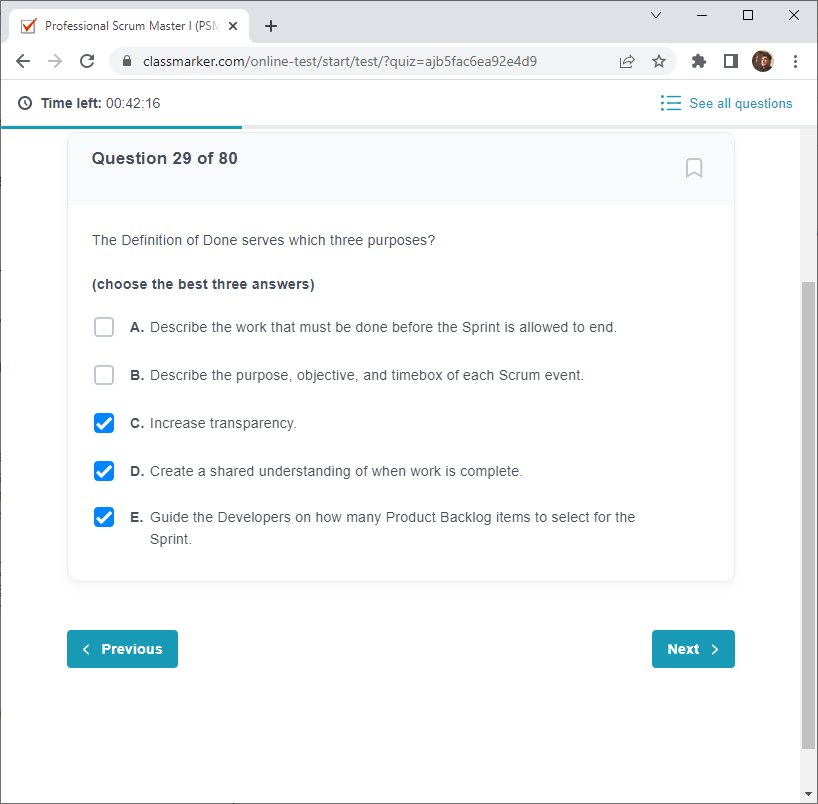 Professional Scrum Master I (PSM
classmarker.com/online-test/start/test/?quiz=ajb5fac6ea92e4d9
Time left: 00:42:16
See all questions
Question 29 of 80
The Definition of Done serves which three purposes?
(choose the best three answers)
A. Describe the work that must be done before the Sprint is allowed to end.
B. Describe the purpose, objective, and timebox of each Scrum event.
C. Increase transparency.
D. Create a shared understanding of when work is complete.
E. Guide the Developers on how many Product Backlog items to select for the
Sprint.
Previous
Next